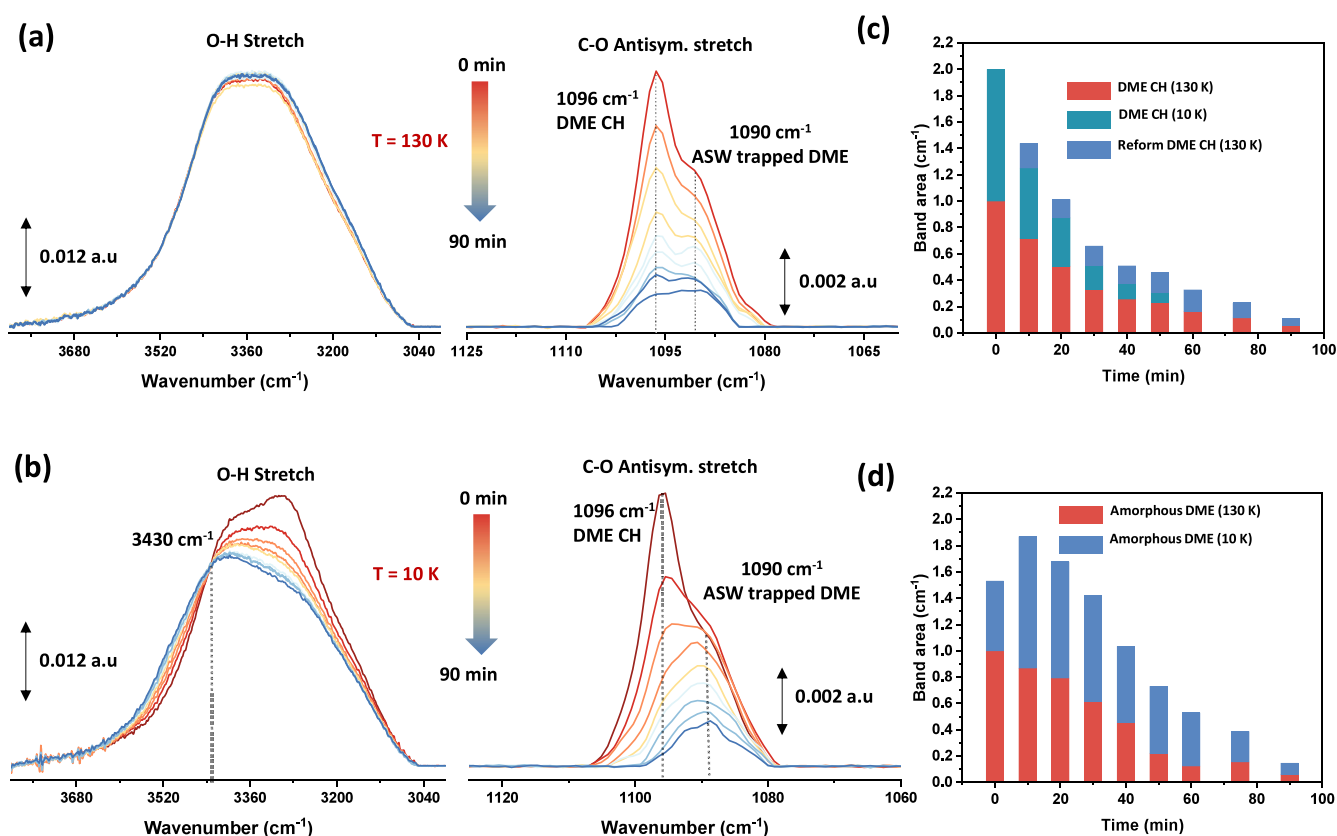 (a)
O-H Stretch
0 min
T = 130 K
90 min
0.012 a.u
3680 3520 3360 3200 3040
Wavenumber (cm⁻¹)
C-O Antisym. stretch
1096 cm⁻¹
DME CH
1090 cm⁻¹
ASW trapped DME
0.002 a.u
1125 1110 1095 1080 1065
Wavenumber (cm⁻¹)
(c)
DME CH (130 K)
DME CH (10 K)
Reform DME CH (130 K)
Band area (cm⁻¹)
2.2
2.0
1.8
1.6
1.4
1.2
1.0
0.8
0.6
0.4
0.2
0.0
0 20 40 60 80 100
Time (min)
(b)
O-H Stretch
3430 cm⁻¹
0 min
T = 10 K
90 min
0.012 a.u
3680 3520 3360 3200 3040
Wavenumber (cm⁻¹)
C-O Antisym. stretch
1096 cm⁻¹
DME CH
1090 cm⁻¹
ASW trapped DME
0.002 a.u
1120 1100 1080 1060
Wavenumber (cm⁻¹)
(d)
Amorphous DME (130 K)
Amorphous DME (10 K)
Band area (cm⁻¹)
2.2
2.0
1.8
1.6
1.4
1.2
1.0
0.8
0.6
0.4
0.2
0.0
0 20 40 60 80 100
Time (min)